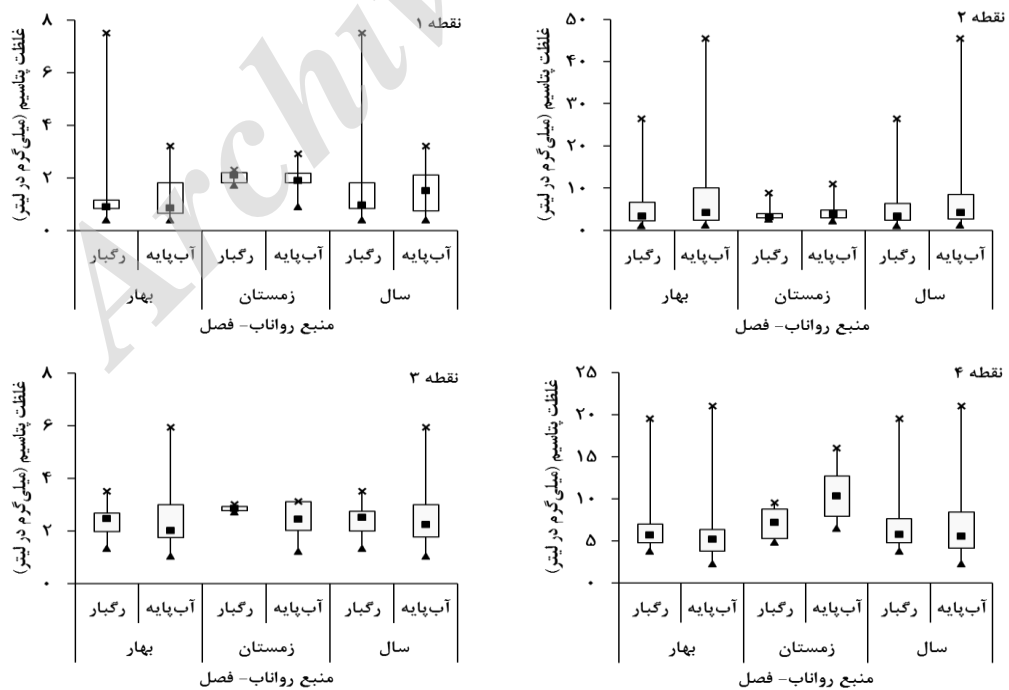 نقطه ۱
غلظت پتاسیم (میلی‌گرم در لیتر)
۸
۶
۴
۲
۰
رگبار آب‌پایه رگبار آب‌پایه رگبار آب‌پایه
بهار زمستان سال
منبع رواناب- فصل
نقطه ۲
غلظت پتاسیم (میلی‌گرم در لیتر)
۵۰
۴۰
۳۰
۲۰
۱۰
۰
رگبار آب‌پایه رگبار آب‌پایه رگبار آب‌پایه
بهار زمستان سال
منبع رواناب- فصل
نقطه ۳
غلظت پتاسیم (میلی‌گرم در لیتر)
۸
۶
۴
۲
۰
رگبار آب‌پایه رگبار آب‌پایه رگبار آب‌پایه
بهار زمستان سال
منبع رواناب- فصل
نقطه ۴
غلظت پتاسیم (میلی‌گرم در لیتر)
۲۵
۲۰
۱۵
۱۰
۵
۰
رگبار آب‌پایه رگبار آب‌پایه رگبار آب‌پایه
بهار زمستان سال
منبع رواناب- فصل